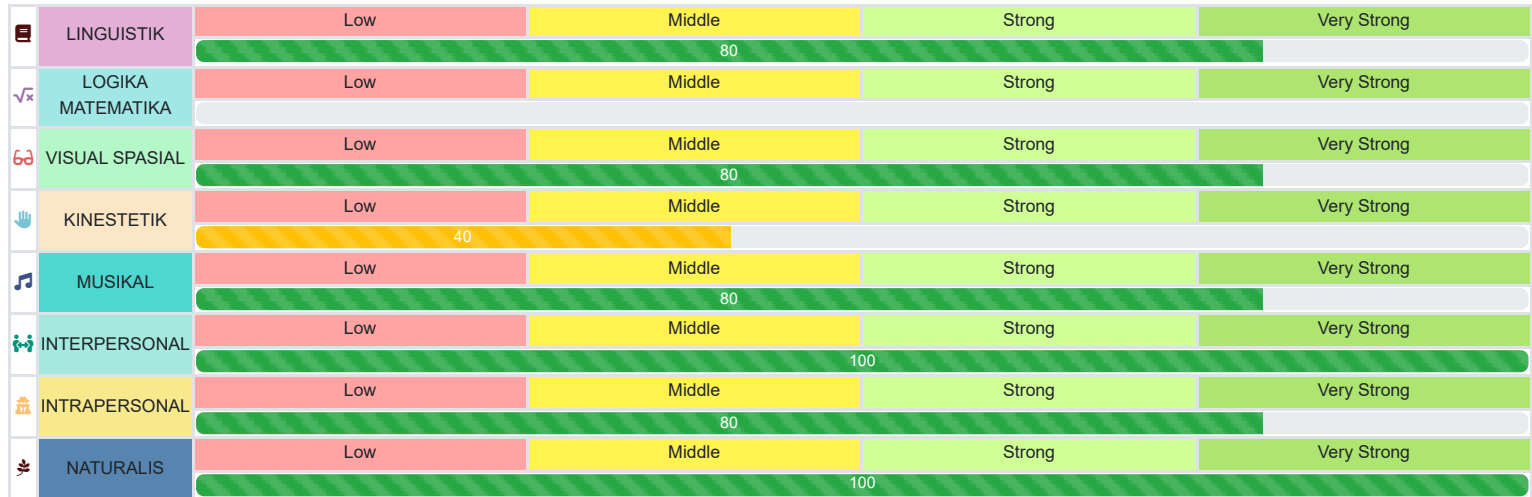 LINGUISTIK
Low Middle Strong Very Strong
80
LOGIKA
MATEMATIKA
Low Middle Strong Very Strong
VISUAL SPASIAL
Low Middle Strong Very Strong
80
KINESTETIK
Low Middle Strong Very Strong
40
MUSIKAL
Low Middle Strong Very Strong
80
INTERPERSONAL
Low Middle Strong Very Strong
100
INTRAPERSONAL
Low Middle Strong Very Strong
80
NATURALIS
Low Middle Strong Very Strong
100